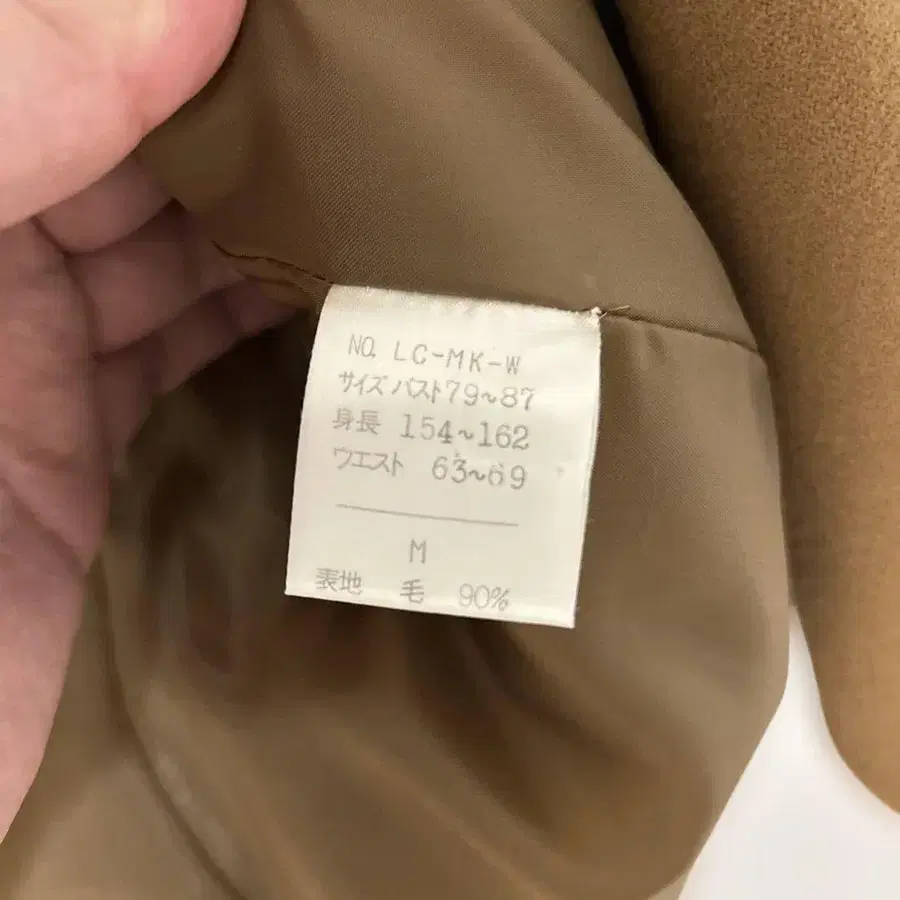 NO. LC-MK-W
サイズ バスト79~87
身長 154~162
ウエスト 63~69
M
表地 毛 90%